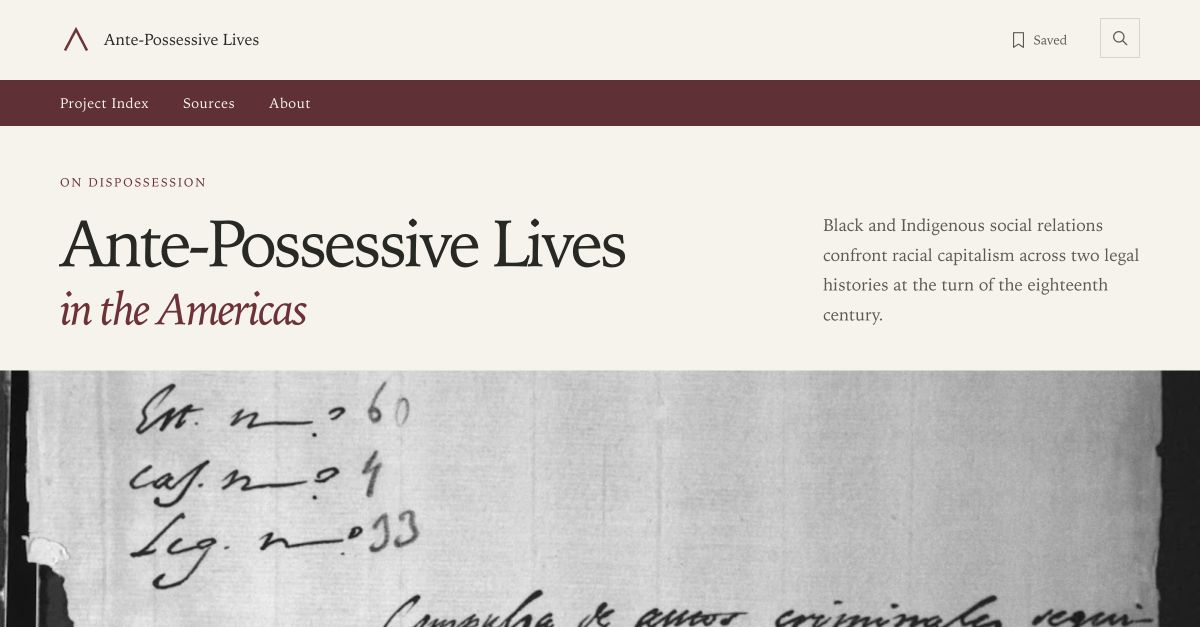 Ante-Possessive Lives
Saved
Project Index
Sources
About
ON DISPOSSESSION
Ante-Possessive Lives
in the Americas
Black and Indigenous social relations
confront racial capitalism across two legal
histories at the turn of the eighteenth
century.
Est. n.º 60
Caj. n.º 4
Leg. n.º 33
Compulsa de autos criminales segui-